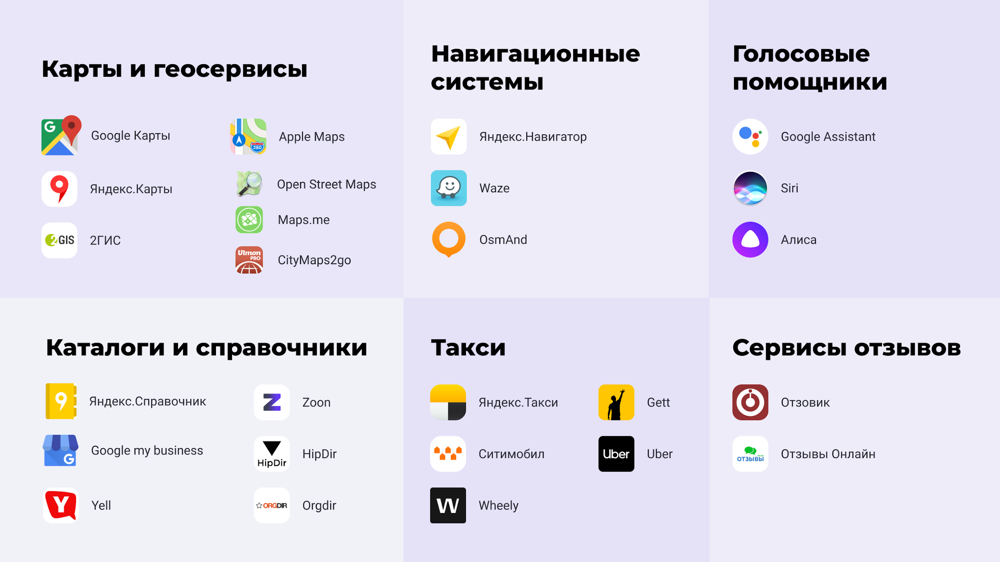 Карты и геосервисы
G
Google Карты
Яндекс.Карты
2GIS
2ГИС
280
Apple Maps
Open Street Maps
Maps.me
Ulmon
PRO
CityMaps2go
Навигационные
системы
Яндекс.Навигатор
Waze
OsmAnd
Голосовые
помощники
Google Assistant
Siri
Алиса
Каталоги и справочники
Яндекс.Справочник
G
Google my business
Y
Yell
Z
Zoon
HipDir
HipDir
ORGDIR
Orgdir
Такси
Яндекс.Такси
Ситимобил
W
Wheely
Gett
Uber
Uber
Сервисы отзывов
Отзовик
ОТЗЫВЫ
Отзывы Онлайн